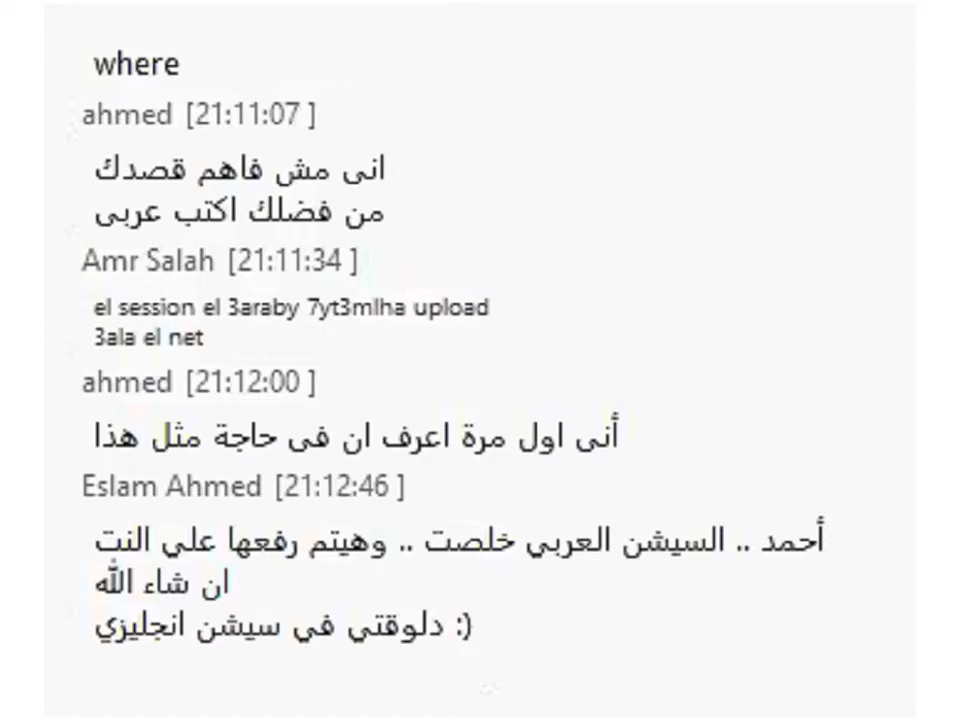 where
ahmed [21:11:07 ]
انى مش فاهم قصدك
من فضلك اكتب عربى
Amr Salah [21:11:34 ]
el session el 3araby 7yt3mlha upload
3ala el net
ahmed [21:12:00 ]
أنى اول مرة اعرف ان فى حاجة مثل هذا
Eslam Ahmed [21:12:46 ]
أحمد .. السيشن العربي خلصت .. وهيتم رفعها علي النت
ان شاء الله
دلوقتي في سيشن انجليزي :)